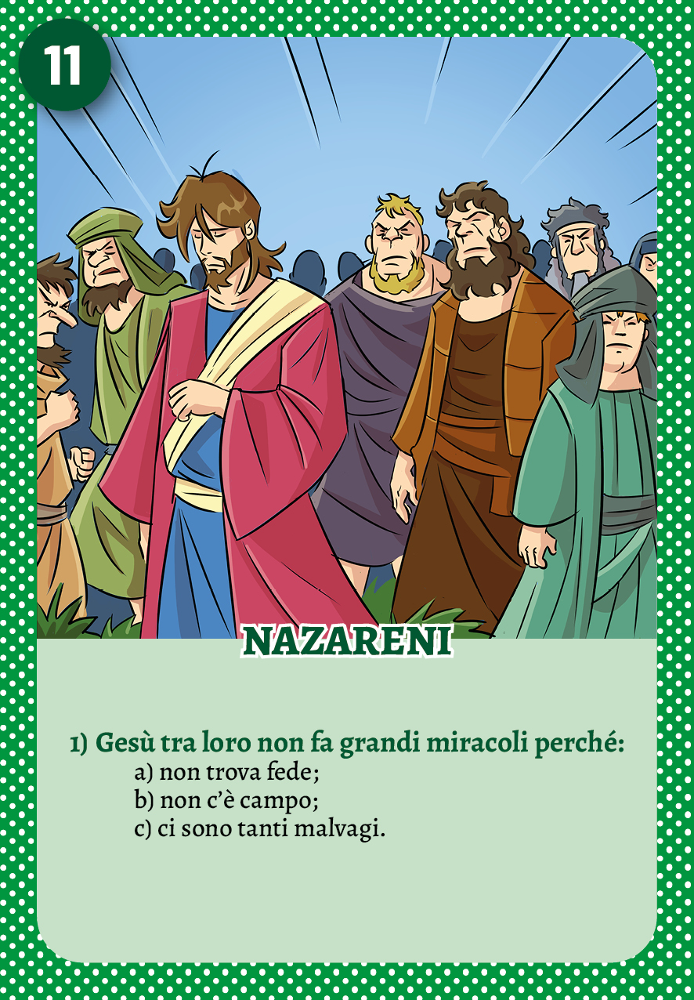 11
NAZARENI
1) Gesù tra loro non fa grandi miracoli perché:
a) non trova fede;
b) non c’è campo;
c) ci sono tanti malvagi.